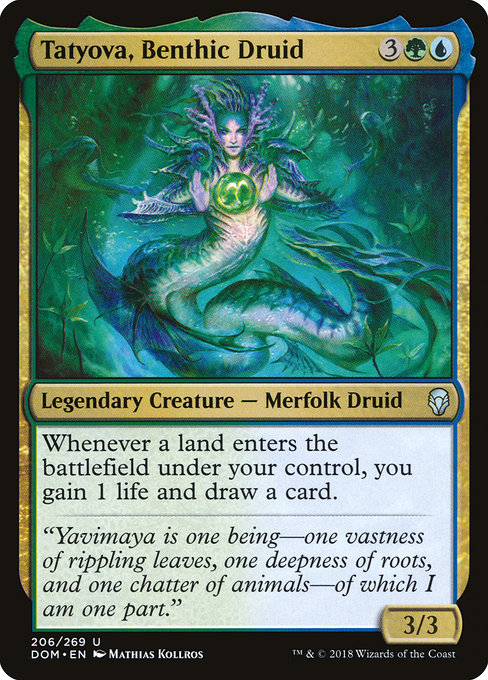 Tatyova, Benthic Druid 3
Legendary Creature — Merfolk Druid
Whenever a land enters the
battlefield under your control, you
gain 1 life and draw a card.
“Yavimaya is one being—one vastness
of rippling leaves, one deepness of roots,
and one chatter of animals—of which I
am one part.”
3/3
206/269 U
DOM • EN Mathias Kollros
™ & © 2018 Wizards of the Coast